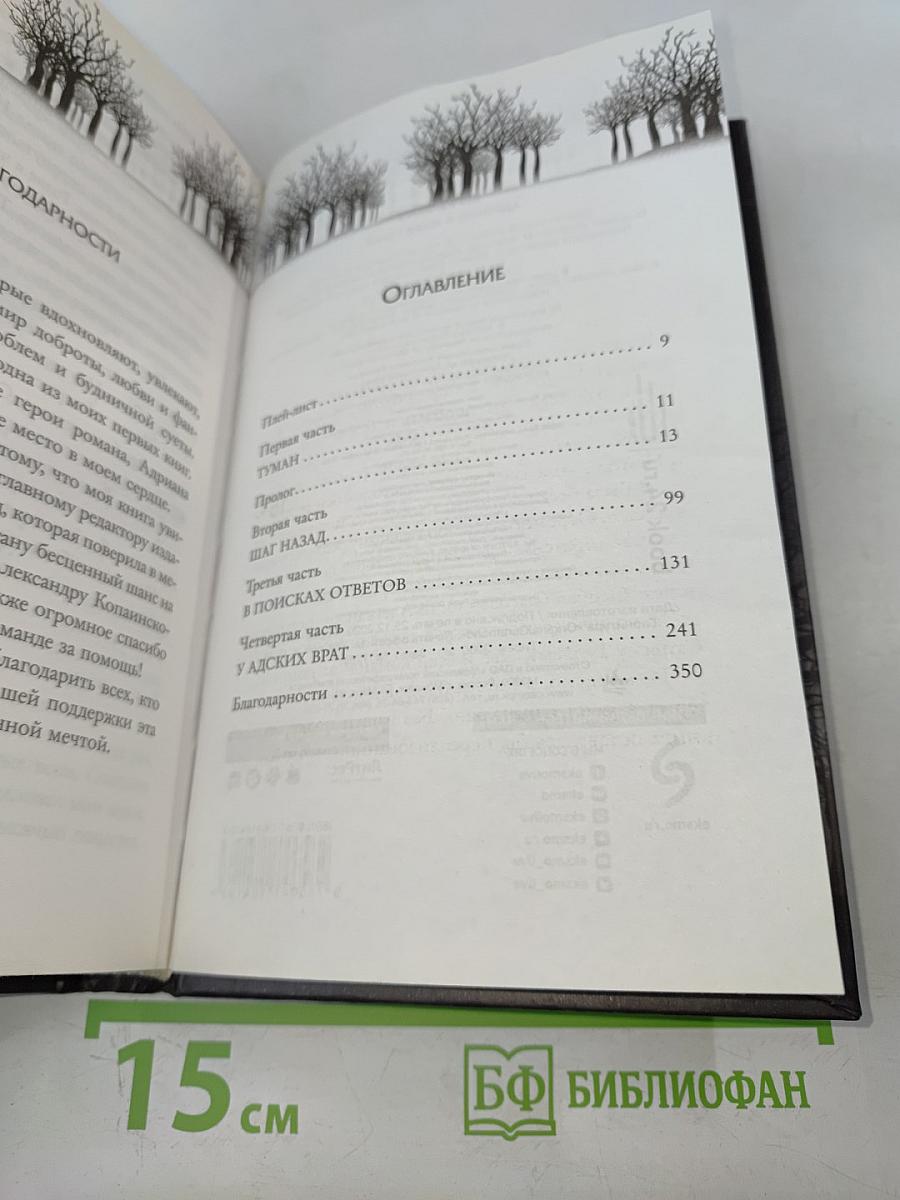 ГОДАРНОСТИ
рые вдохновляют, увлекают,
мир доброты, любви и фан-
облем и будничной суеты.
одна из моих первых книг.
е герои романа, Адриана
е место в моем сердце.
тому, что моя книга уви-
славному редактору изда-
которая поверила в ме-
ану бесценный шанс на
лександру Копаинско-
же огромное спасибо
манде за помощь!
лагодарить всех, кто
шей поддержки эта
нной мечтой.
Оглавление
Плей-лист . . . . . . . . . . . . . . . . . . . . 9
Первая часть
ТУМАН . . . . . . . . . . . . . . . . . . . . 11
Пролог. . . . . . . . . . . . . . . . . . . . 13
Вторая часть
ШАГ НАЗАД. . . . . . . . . . . . . . . . . . . . 99
Третья часть
В ПОИСКАХ ОТВЕТОВ . . . . . . . . . . . . . . . . . . . . 131
Четвертая часть
У АДСКИХ ВРАТ . . . . . . . . . . . . . . . . . . . . 241
Благодарности . . . . . . . . . . . . . . . . . . . . 350
15 см
БФ БИБЛИОФАН